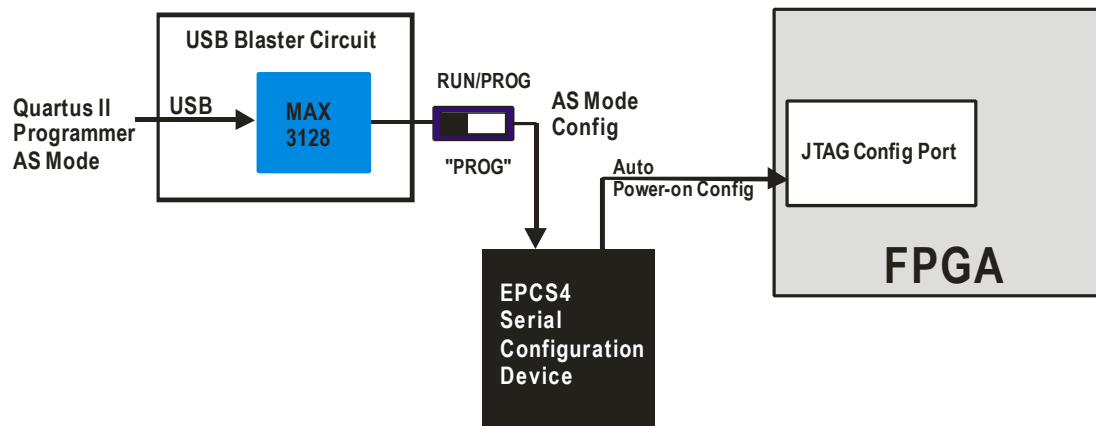 USB Blaster Circuit
Quartus II
Programmer
AS Mode
USB
MAX
3128
RUN/PROG
"PROG"
AS Mode
Config
Auto
Power-on Config
JTAG Config Port
FPGA
EPCS4
Serial
Configuration
Device